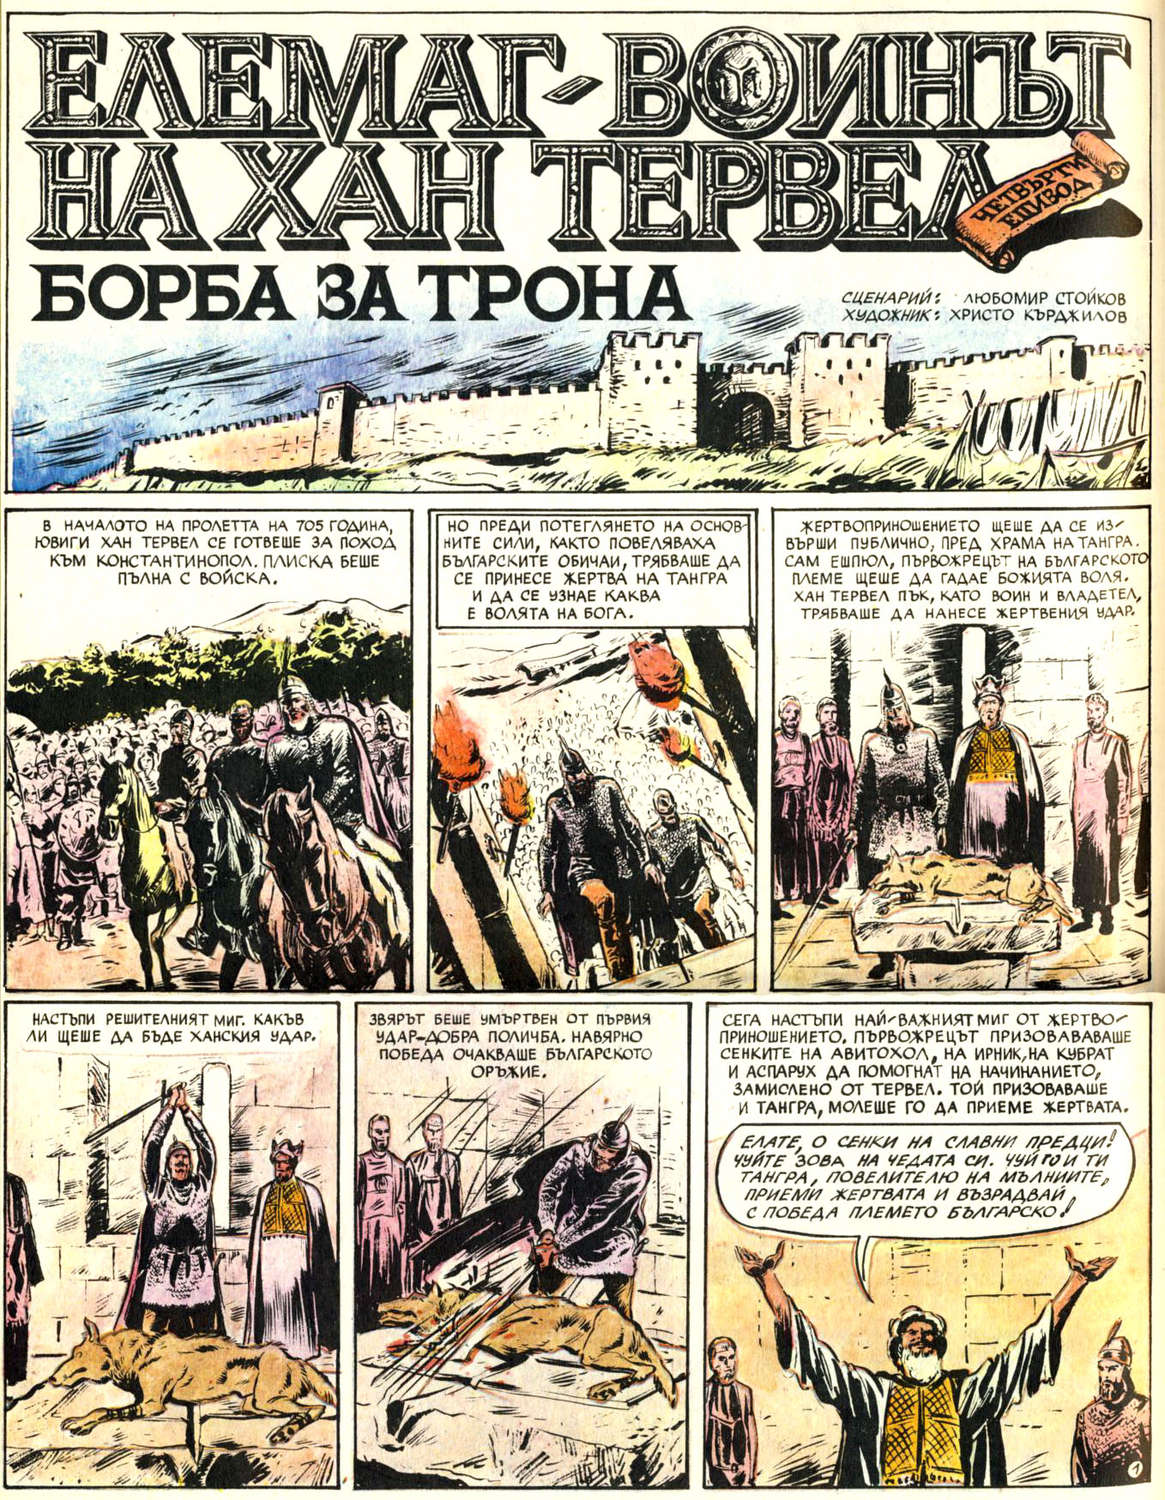 ЕЛЕМАГ-ВОИНЪТ
НА ХАН ТЕРВЕЛ
ЧЕТВЪРТИ
ЕПИЗОД
БОРБА ЗА ТРОНА
СЦЕНАРИЙ: ЛЮБОМИР СТОЙКОВ
ХУДОЖНИК: ХРИСТО КЪРДЖИЛОВ
В НАЧАЛОТО НА ПРОЛЕТТА НА 705 ГОДИНА,
ЮВИГИ ХАН ТЕРВЕЛ СЕ ГОТВЕШЕ ЗА ПОХОД
КЪМ КОНСТАНТИНОПОЛ. ПЛИСКА БЕШЕ
ПЪЛНА С ВОЙСКА.
НО ПРЕДИ ПОТЕГЛЯНЕТО НА ОСНОВ-
НИТЕ СИЛИ, КАКТО ПОВЕЛЯВАХА
БЪЛГАРСКИТЕ ОБИЧАИ, ТРЯБВАШЕ ДА
СЕ ПРИНЕСЕ ЖЕРТВА НА ТАНГРА
И ДА СЕ УЗНАЕ КАКВА
Е ВОЛЯТА НА БОГА.
ЖЕРТВОПРИНОШЕНИЕТО ЩЕШЕ ДА СЕ ИЗ-
ВЪРШИ ПУБЛИЧНО, ПРЕД ХРАМА НА ТАНГРА.
САМ ЕШПЮЛ, ПЪРВОЖРЕЦЪТ НА БЪЛГАРСКОТО
ПЛЕМЕ ЩЕШЕ ДА ГАДАЕ БОЖИЯТА ВОЛЯ.
ХАН ТЕРВЕЛ ПЪК, КАТО ВОИН И ВЛАДЕТЕЛ,
ТРЯБВАШЕ ДА НАНЕСЕ ЖЕРТВЕНИЯ УДАР.
НАСТЪПИ РЕШИТЕЛНИЯТ МИГ. КАКЪВ
ЛИ ЩЕШЕ ДА БЪДЕ ХАНСКИЯ УДАР.
ЗВЯРЪТ БЕШЕ УМЪРТВЕН ОТ ПЪРВИЯ
УДАР-ДОБРА ПОЛИЧБА. НАВЯРНО
ПОБЕДА ОЧАКВАШЕ БЪЛГАРСКОТО
ОРЪЖИЕ.
СЕГА НАСТЪПИ НАЙ-ВАЖНИЯТ МИГ ОТ ЖЕРТВО-
ПРИНОШЕНИЕТО. ПЪРВОЖРЕЦЪТ ПРИЗОВАВАВАШЕ
СЕНКИТЕ НА АВИТОХОЛ, НА ИРНИК, НА КУБРАТ
И АСПАРУХ ДА ПОМОГНАТ НА НАЧИНАНИЕТО,
ЗАМИСЛЕНО ОТ ТЕРВЕЛ. ТОЙ ПРИЗОВАВАШЕ
И ТАНГРА, МОЛЕШЕ ГО ДА ПРИЕМЕ ЖЕРТВАТА.
ЕЛАТЕ, О СЕНКИ НА СЛАВНИ ПРЕДЦИ!
ЧУЙТЕ ЗОВА НА ЧЕДАТА СИ. ЧУЙ ГО И ТИ
ТАНГРА, ПОВЕЛИТЕЛЮ НА МЪЛНИИТЕ,
ПРИЕМИ ЖЕРТВАТА И ВЪЗРАДВАЙ
С ПОБЕДА ПЛЕМЕТО БЪЛГАРСКО!
1